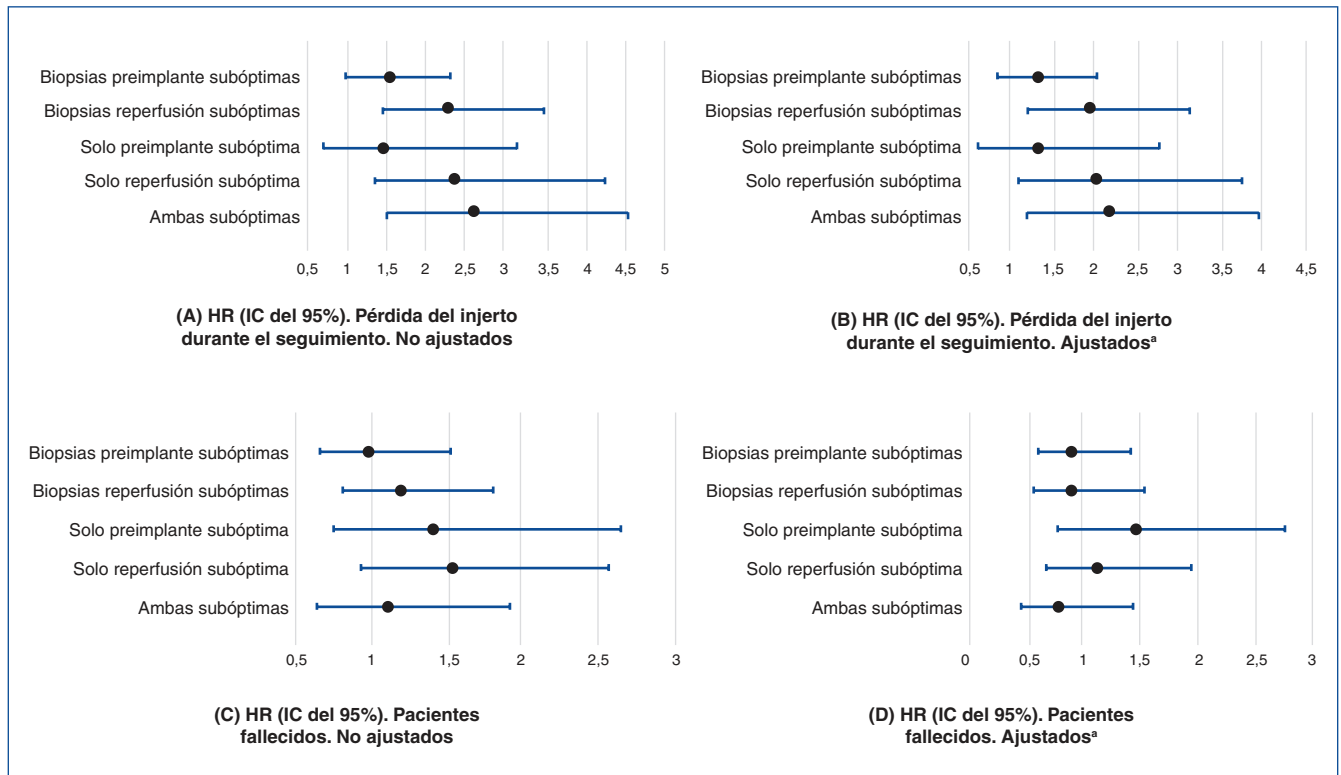 Biopsias preimplante subóptimas
Biopsias reperfusión subóptimas
Solo preimplante subóptima
Solo reperfusión subóptima
Ambas subóptimas
0,5 1 1,5 2 2,5 3 3,5 4 4,5 5
(A) HR (IC del 95%). Pérdida del injerto
durante el seguimiento. No ajustados
Biopsias preimplante subóptimas
Biopsias reperfusión subóptimas
Solo preimplante subóptima
Solo reperfusión subóptima
Ambas subóptimas
0,5 1 1,5 2 2,5 3 3,5 4 4,5
(B) HR (IC del 95%). Pérdida del injerto
durante el seguimiento. Ajustadosª
Biopsias preimplante subóptimas
Biopsias reperfusión subóptimas
Solo preimplante subóptima
Solo reperfusión subóptima
Ambas subóptimas
0,5 1 1,5 2 2,5 3
(C) HR (IC del 95%). Pacientes
fallecidos. No ajustados
Biopsias preimplante subóptimas
Biopsias reperfusión subóptimas
Solo preimplante subóptima
Solo reperfusión subóptima
Ambas subóptimas
0 0,5 1 1,5 2 2,5 3
(D) HR (IC del 95%). Pacientes
fallecidos. Ajustadosª